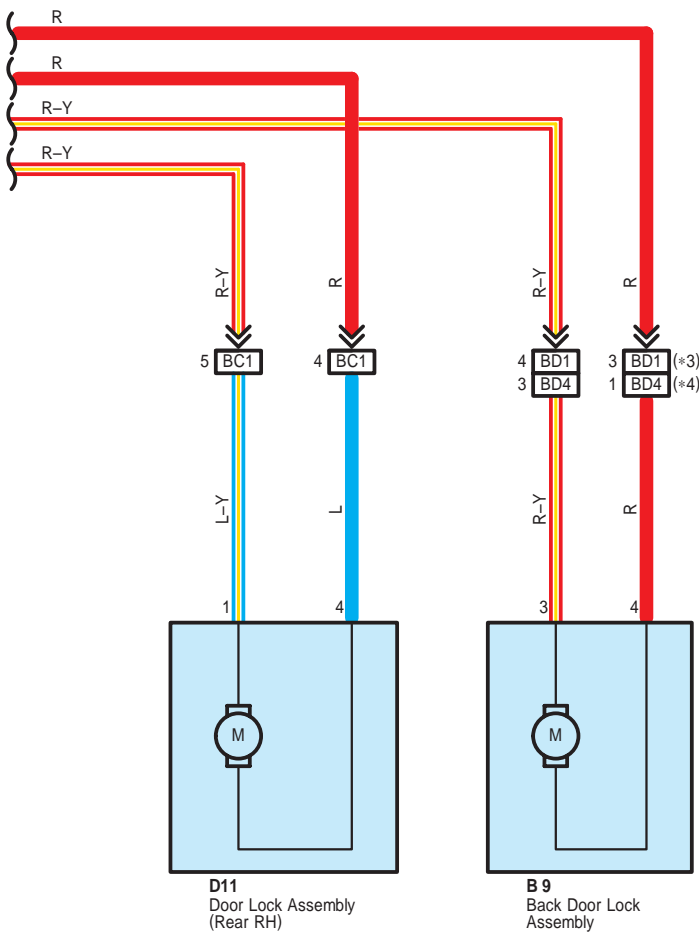 R
R
R–Y
R–Y
R–Y
R
R–Y
R
5 BC1
4 BC1
4 BD1
3 BD1 (*3)
3 BD4
1 BD4 (*4)
L–Y
L
R–Y
R
1
4
3
4
M
M
D11
Door Lock Assembly
(Rear RH)
B 9
Back Door Lock
Assembly